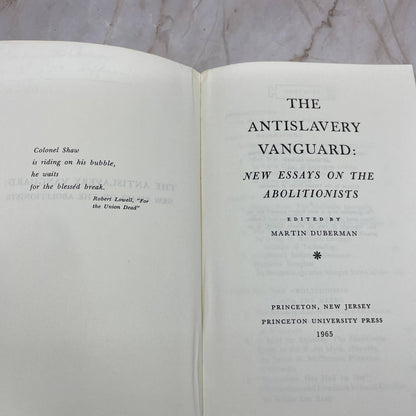 Colonel Shaw
is riding on his bubble,
he waits
for the blesséd break.
Robert Lowell, "For
the Union Dead"
THE
ANTISLAVERY
VANGUARD:
NEW ESSAYS ON THE
ABOLITIONISTS
EDITED BY
MARTIN DUBERMAN
PRINCETON, NEW JERSEY
PRINCETON UNIVERSITY PRESS
1965